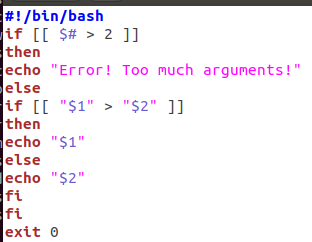 #!/bin/bash
if [[ $# > 2 ]]
then
echo "Error! Too much arguments!"
else
if [[ "$1" > "$2" ]]
then
echo "$1"
else
echo "$2"
fi
fi
exit 0